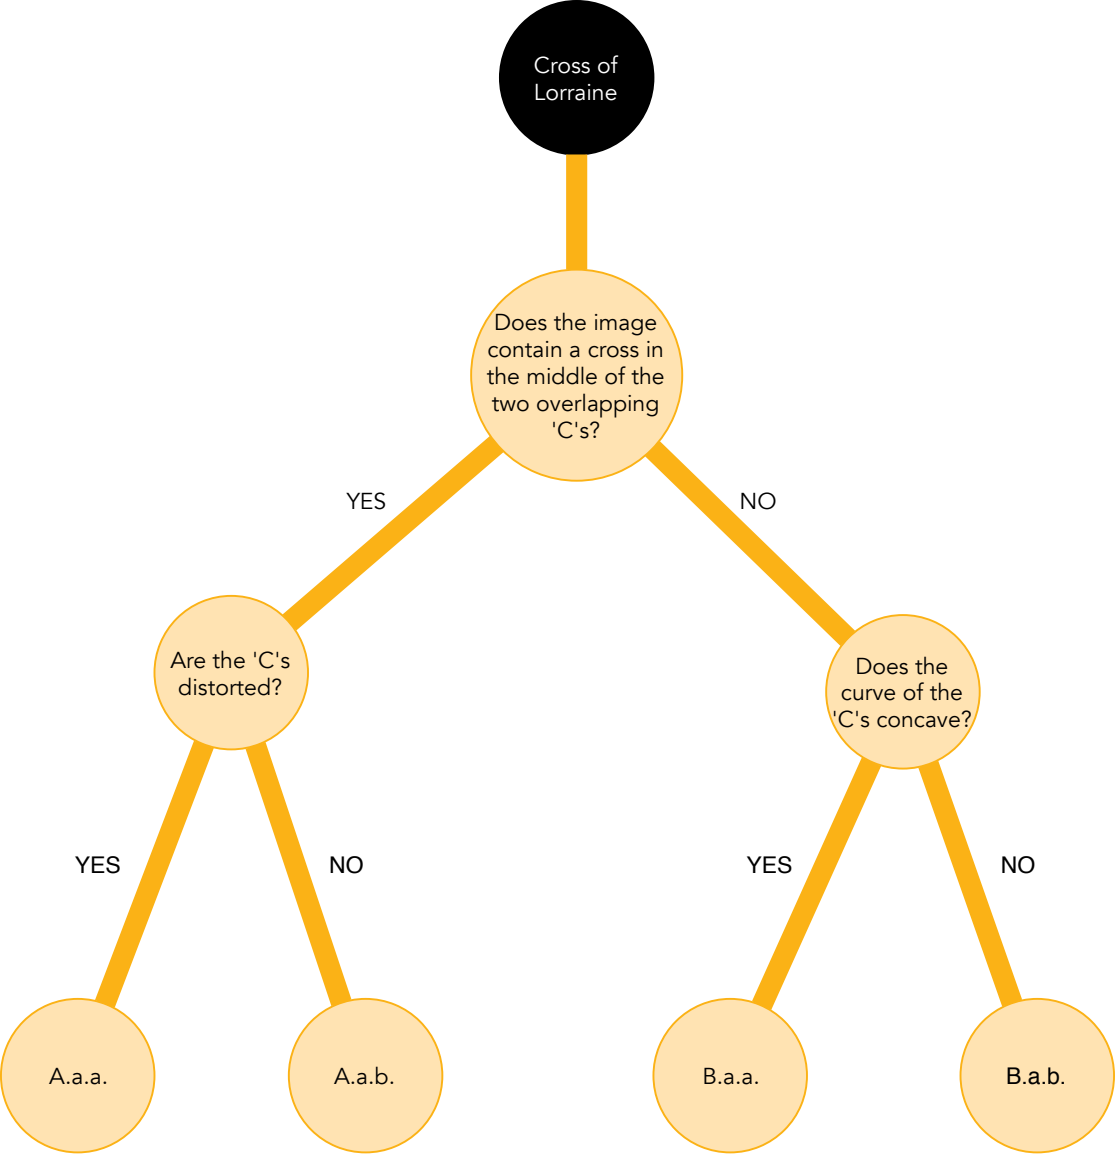 Cross of
Lorraine
Does the image
contain a cross in
the middle of the
two overlapping
'C's?
YES
NO
Are the 'C's
distorted?
Does the
curve of the
'C's concave?
YES
NO
YES
NO
A.a.a.
A.a.b.
B.a.a.
B.a.b.